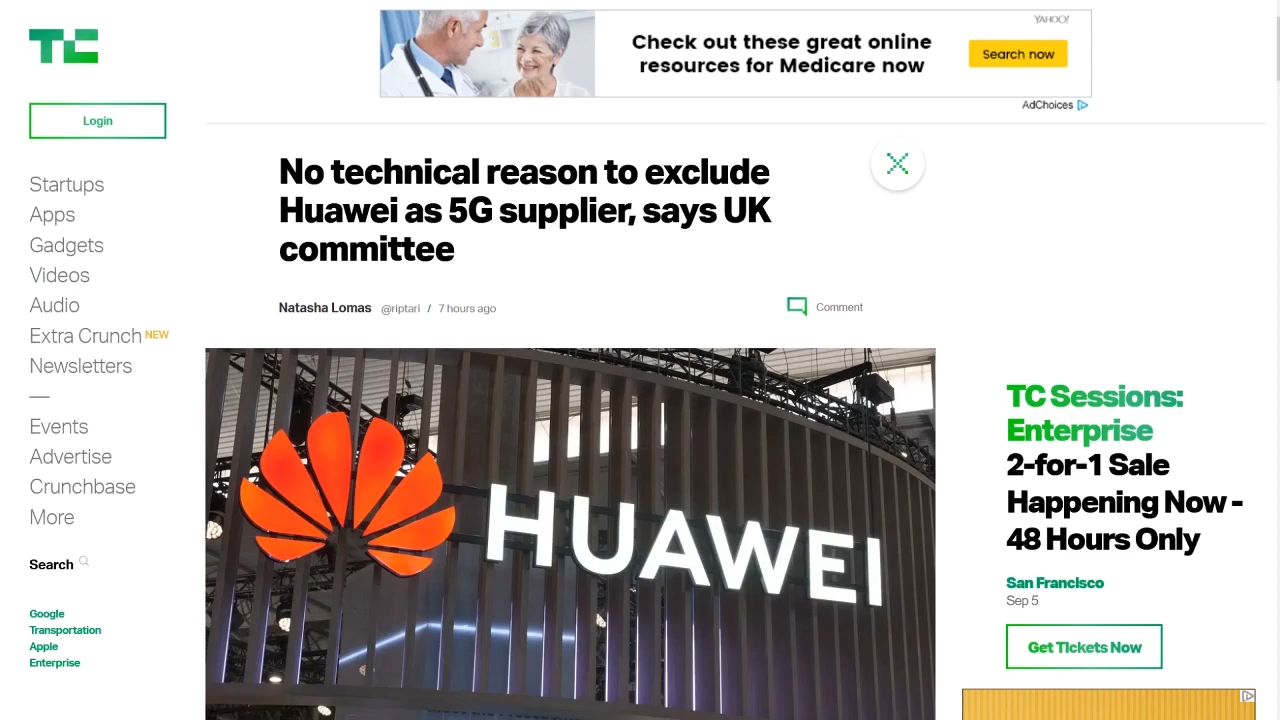 TC
Login
Startups
Apps
Gadgets
Videos
Audio
Extra Crunch NEW
Newsletters
—
Events
Advertise
Crunchbase
More
Search
Google
Transportation
Apple
Enterprise
YAHOO!
Check out these great online
resources for Medicare now
Search now
AdChoices
No technical reason to exclude
Huawei as 5G supplier, says UK
committee
Natasha Lomas @riptari / 7 hours ago
Comment
HUAWEI
TC Sessions:
Enterprise
2-for-1 Sale
Happening Now -
48 Hours Only
San Francisco
Sep 5
Get Tickets Now